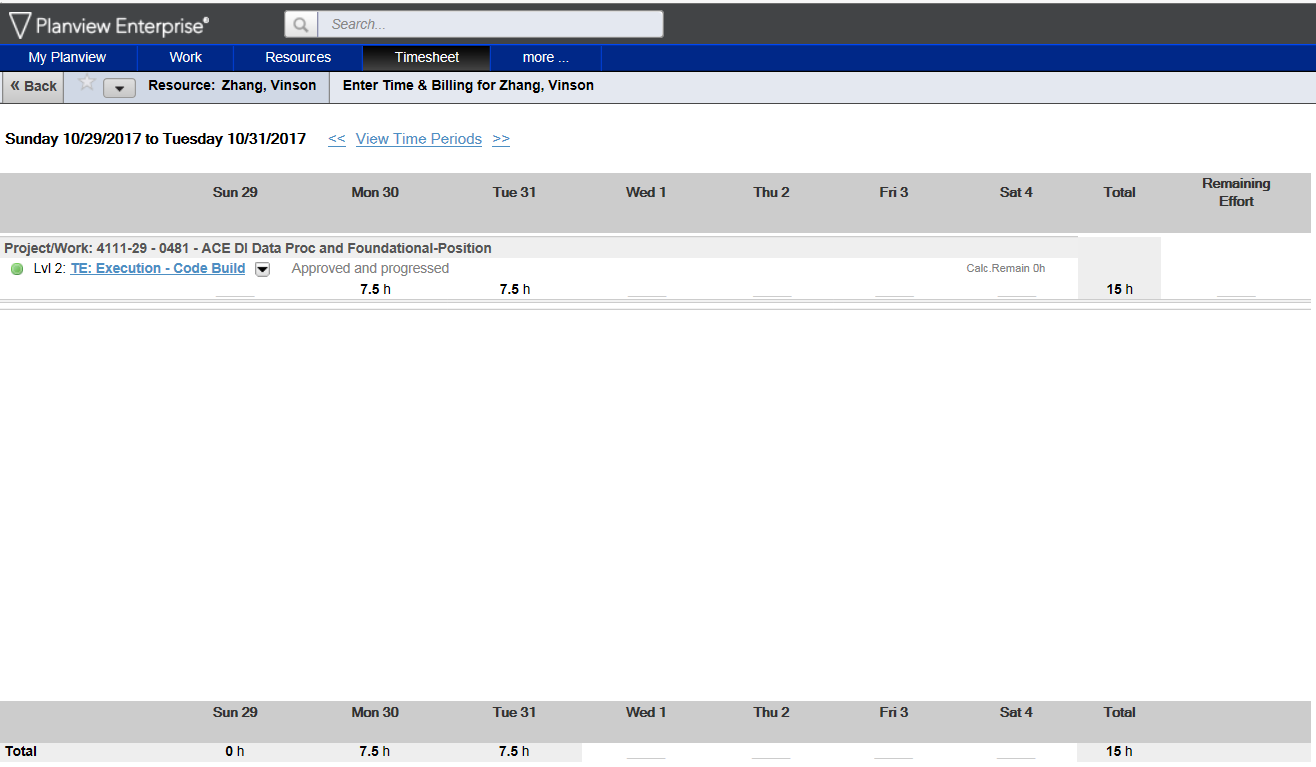 Planview Enterprise®
Search...
My Planview Work Resources Timesheet more ...
« Back Resource: Zhang, Vinson Enter Time & Billing for Zhang, Vinson
Sunday 10/29/2017 to Tuesday 10/31/2017 << View Time Periods >>
Sun 29 Mon 30 Tue 31 Wed 1 Thu 2 Fri 3 Sat 4 Total Remaining Effort
Project/Work: 4111-29 - 0481 - ACE DI Data Proc and Foundational-Position
Lvl 2: TE: Execution - Code Build Approved and progressed Calc.Remain 0h
7.5 h 7.5 h 15 h
Sun 29 Mon 30 Tue 31 Wed 1 Thu 2 Fri 3 Sat 4 Total
Total 0 h 7.5 h 7.5 h 15 h